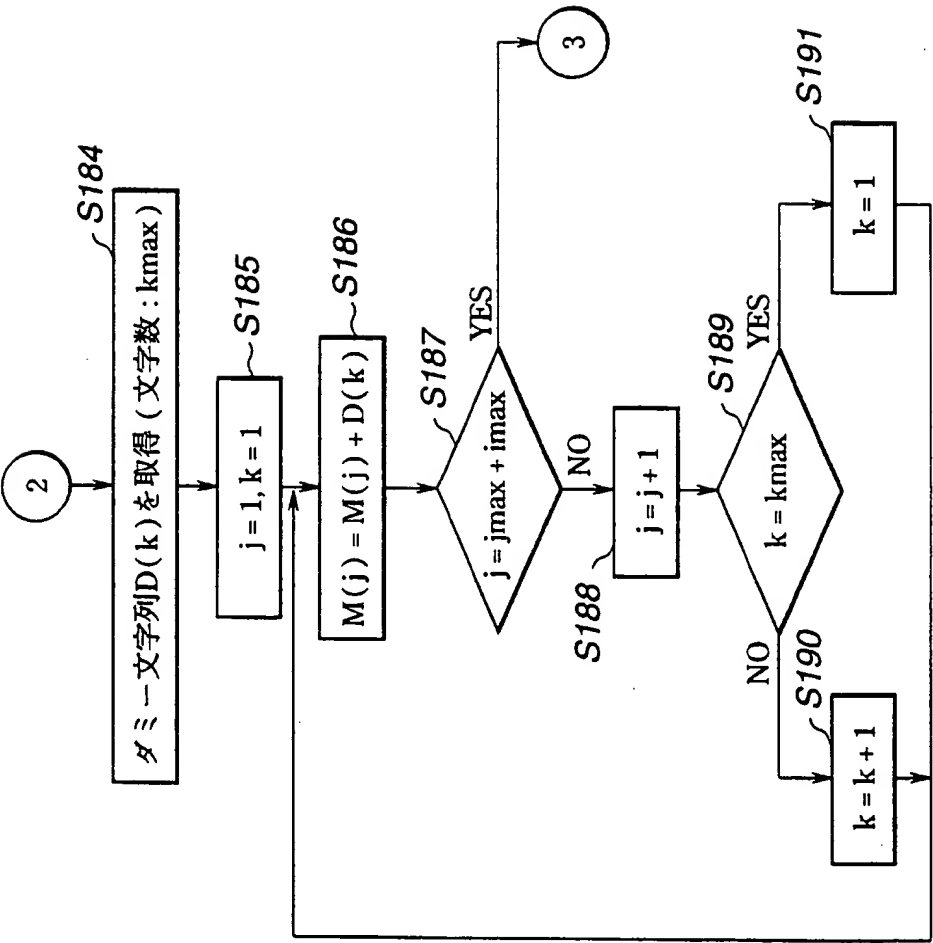 2
S184
ダミー文字列D(k)を取得(文字数:kmax)
S185
j=1,k=1
S186
M(j)=M(j)+D(k)
S187
j=jmax+imax
YES
3
NO
S188
j=j+1
S189
k=kmax
NO
YES
S190
k=k+1
S191
k=1